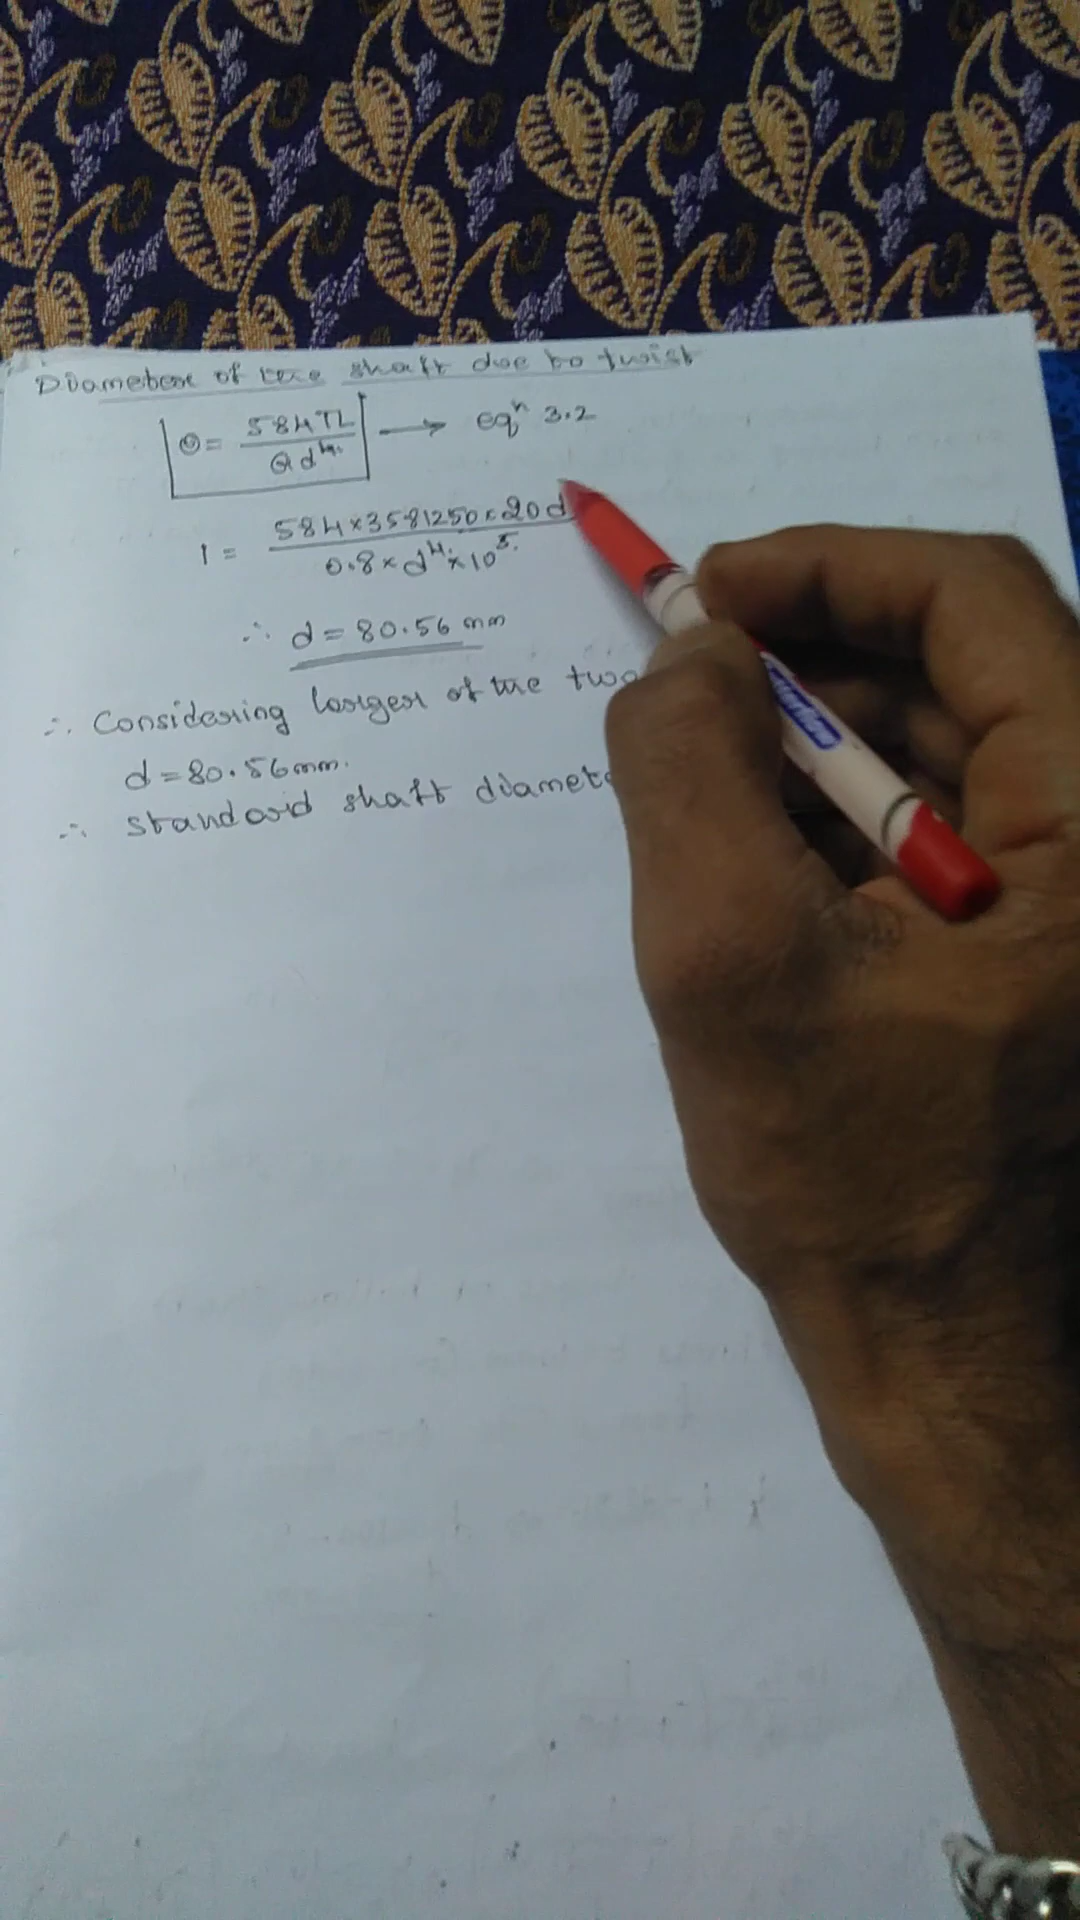 Diameter of the shaft due to twist
θ = 584TL / Gd⁴ → eqⁿ 3.2
1 = 584 × 3581250 × 20d / 0.8 × d⁴ × 10⁵
∴ d = 80.56 mm
∴ Considering larger of the two
d = 80.56mm.
∴ standard shaft diamete